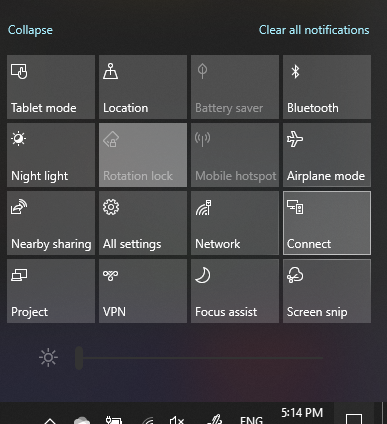 Collapse Clear all notifications
Tablet mode Location Battery saver Bluetooth
Night light Rotation lock Mobile hotspot Airplane mode
Nearby sharing All settings Network Connect
Project VPN Focus assist Screen snip
5:14 PM
ENG